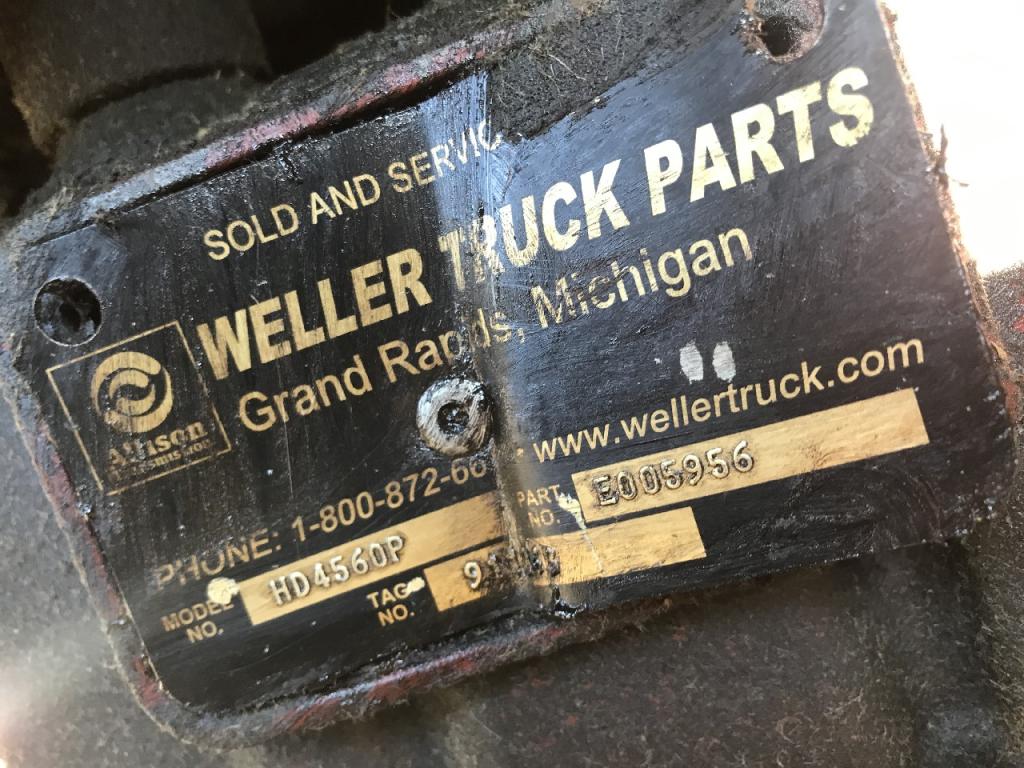 SOLD AND SERVIC
WELLER TRUCK PARTS
Grand Rapids, Michigan
Allison
PHONE: 1-800-872-66 · www.wellertruck.com
MODEL NO. HD4560P
PART NO. E005956
TAG NO.